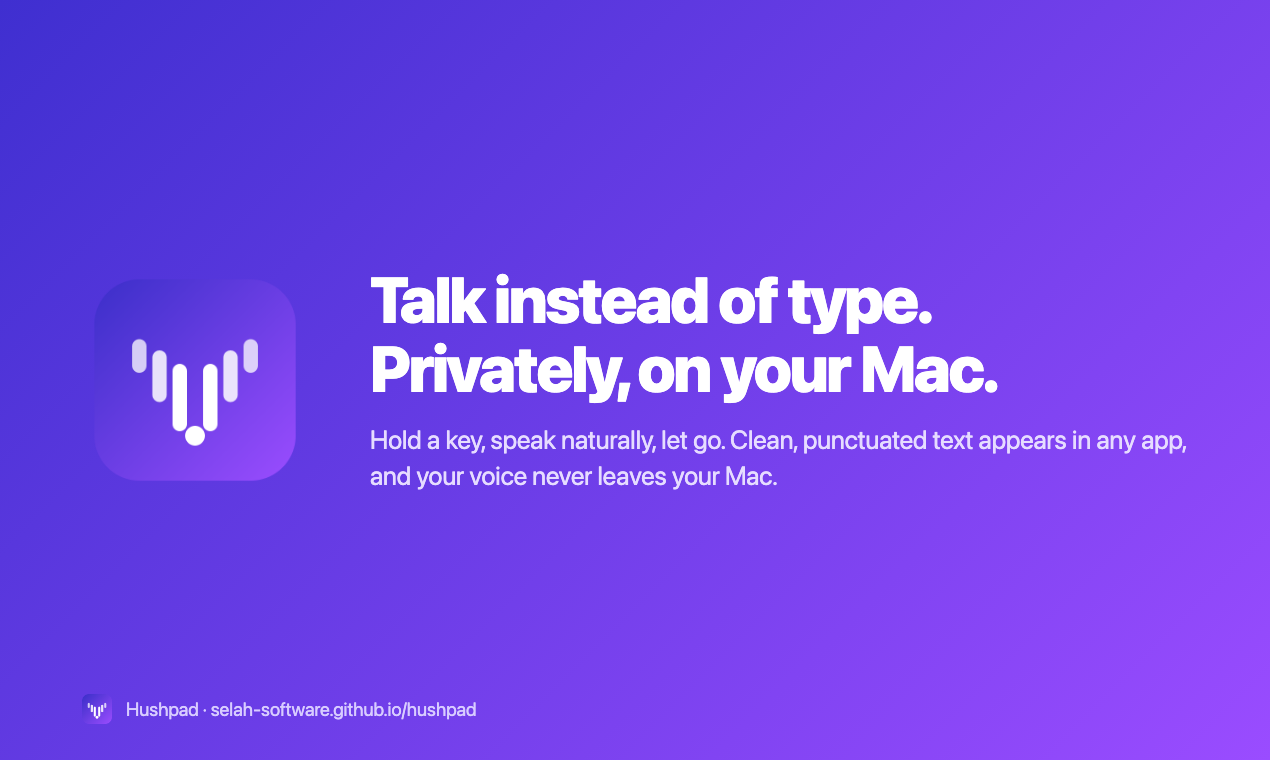 Talk instead of type.
Privately, on your Mac.
Hold a key, speak naturally, let go. Clean, punctuated text appears in any app,
and your voice never leaves your Mac.
Hushpad · selah-software.github.io/hushpad